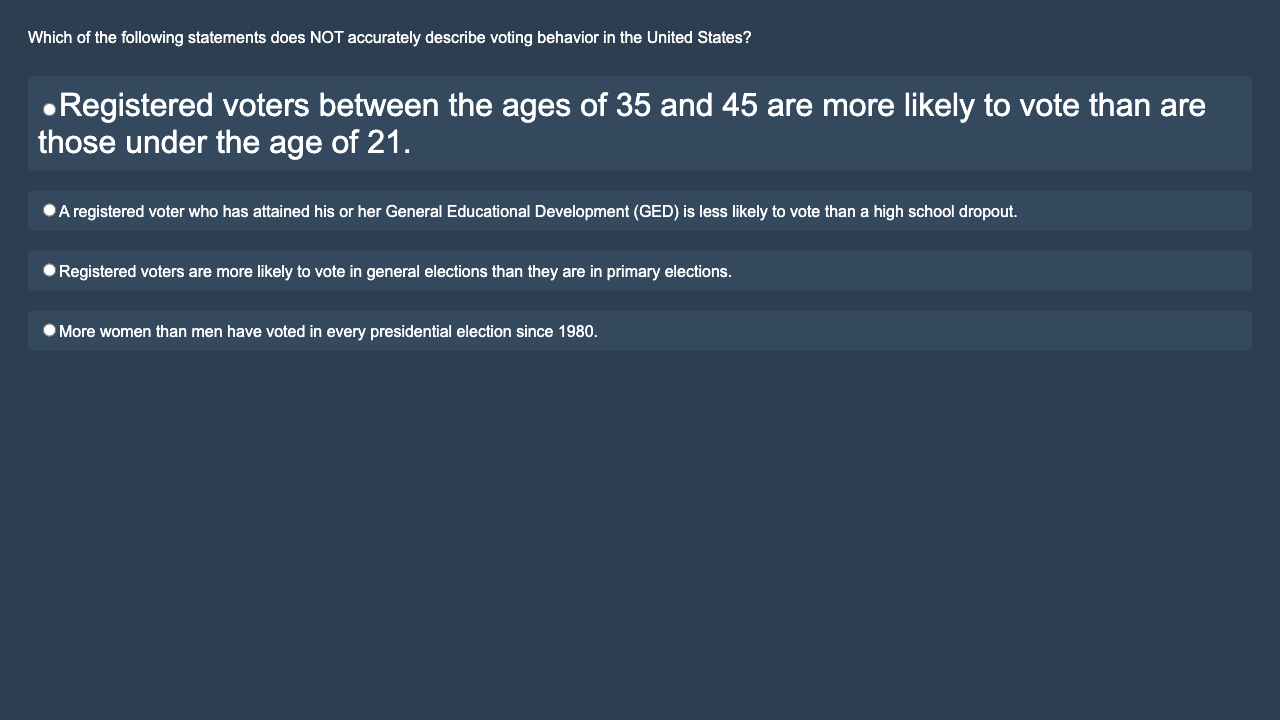 Which of the following statements does NOT accurately describe voting behavior in the United States?
Registered voters between the ages of 35 and 45 are more likely to vote than are
those under the age of 21.
A registered voter who has attained his or her General Educational Development (GED) is less likely to vote than a high school dropout.
Registered voters are more likely to vote in general elections than they are in primary elections.
More women than men have voted in every presidential election since 1980.